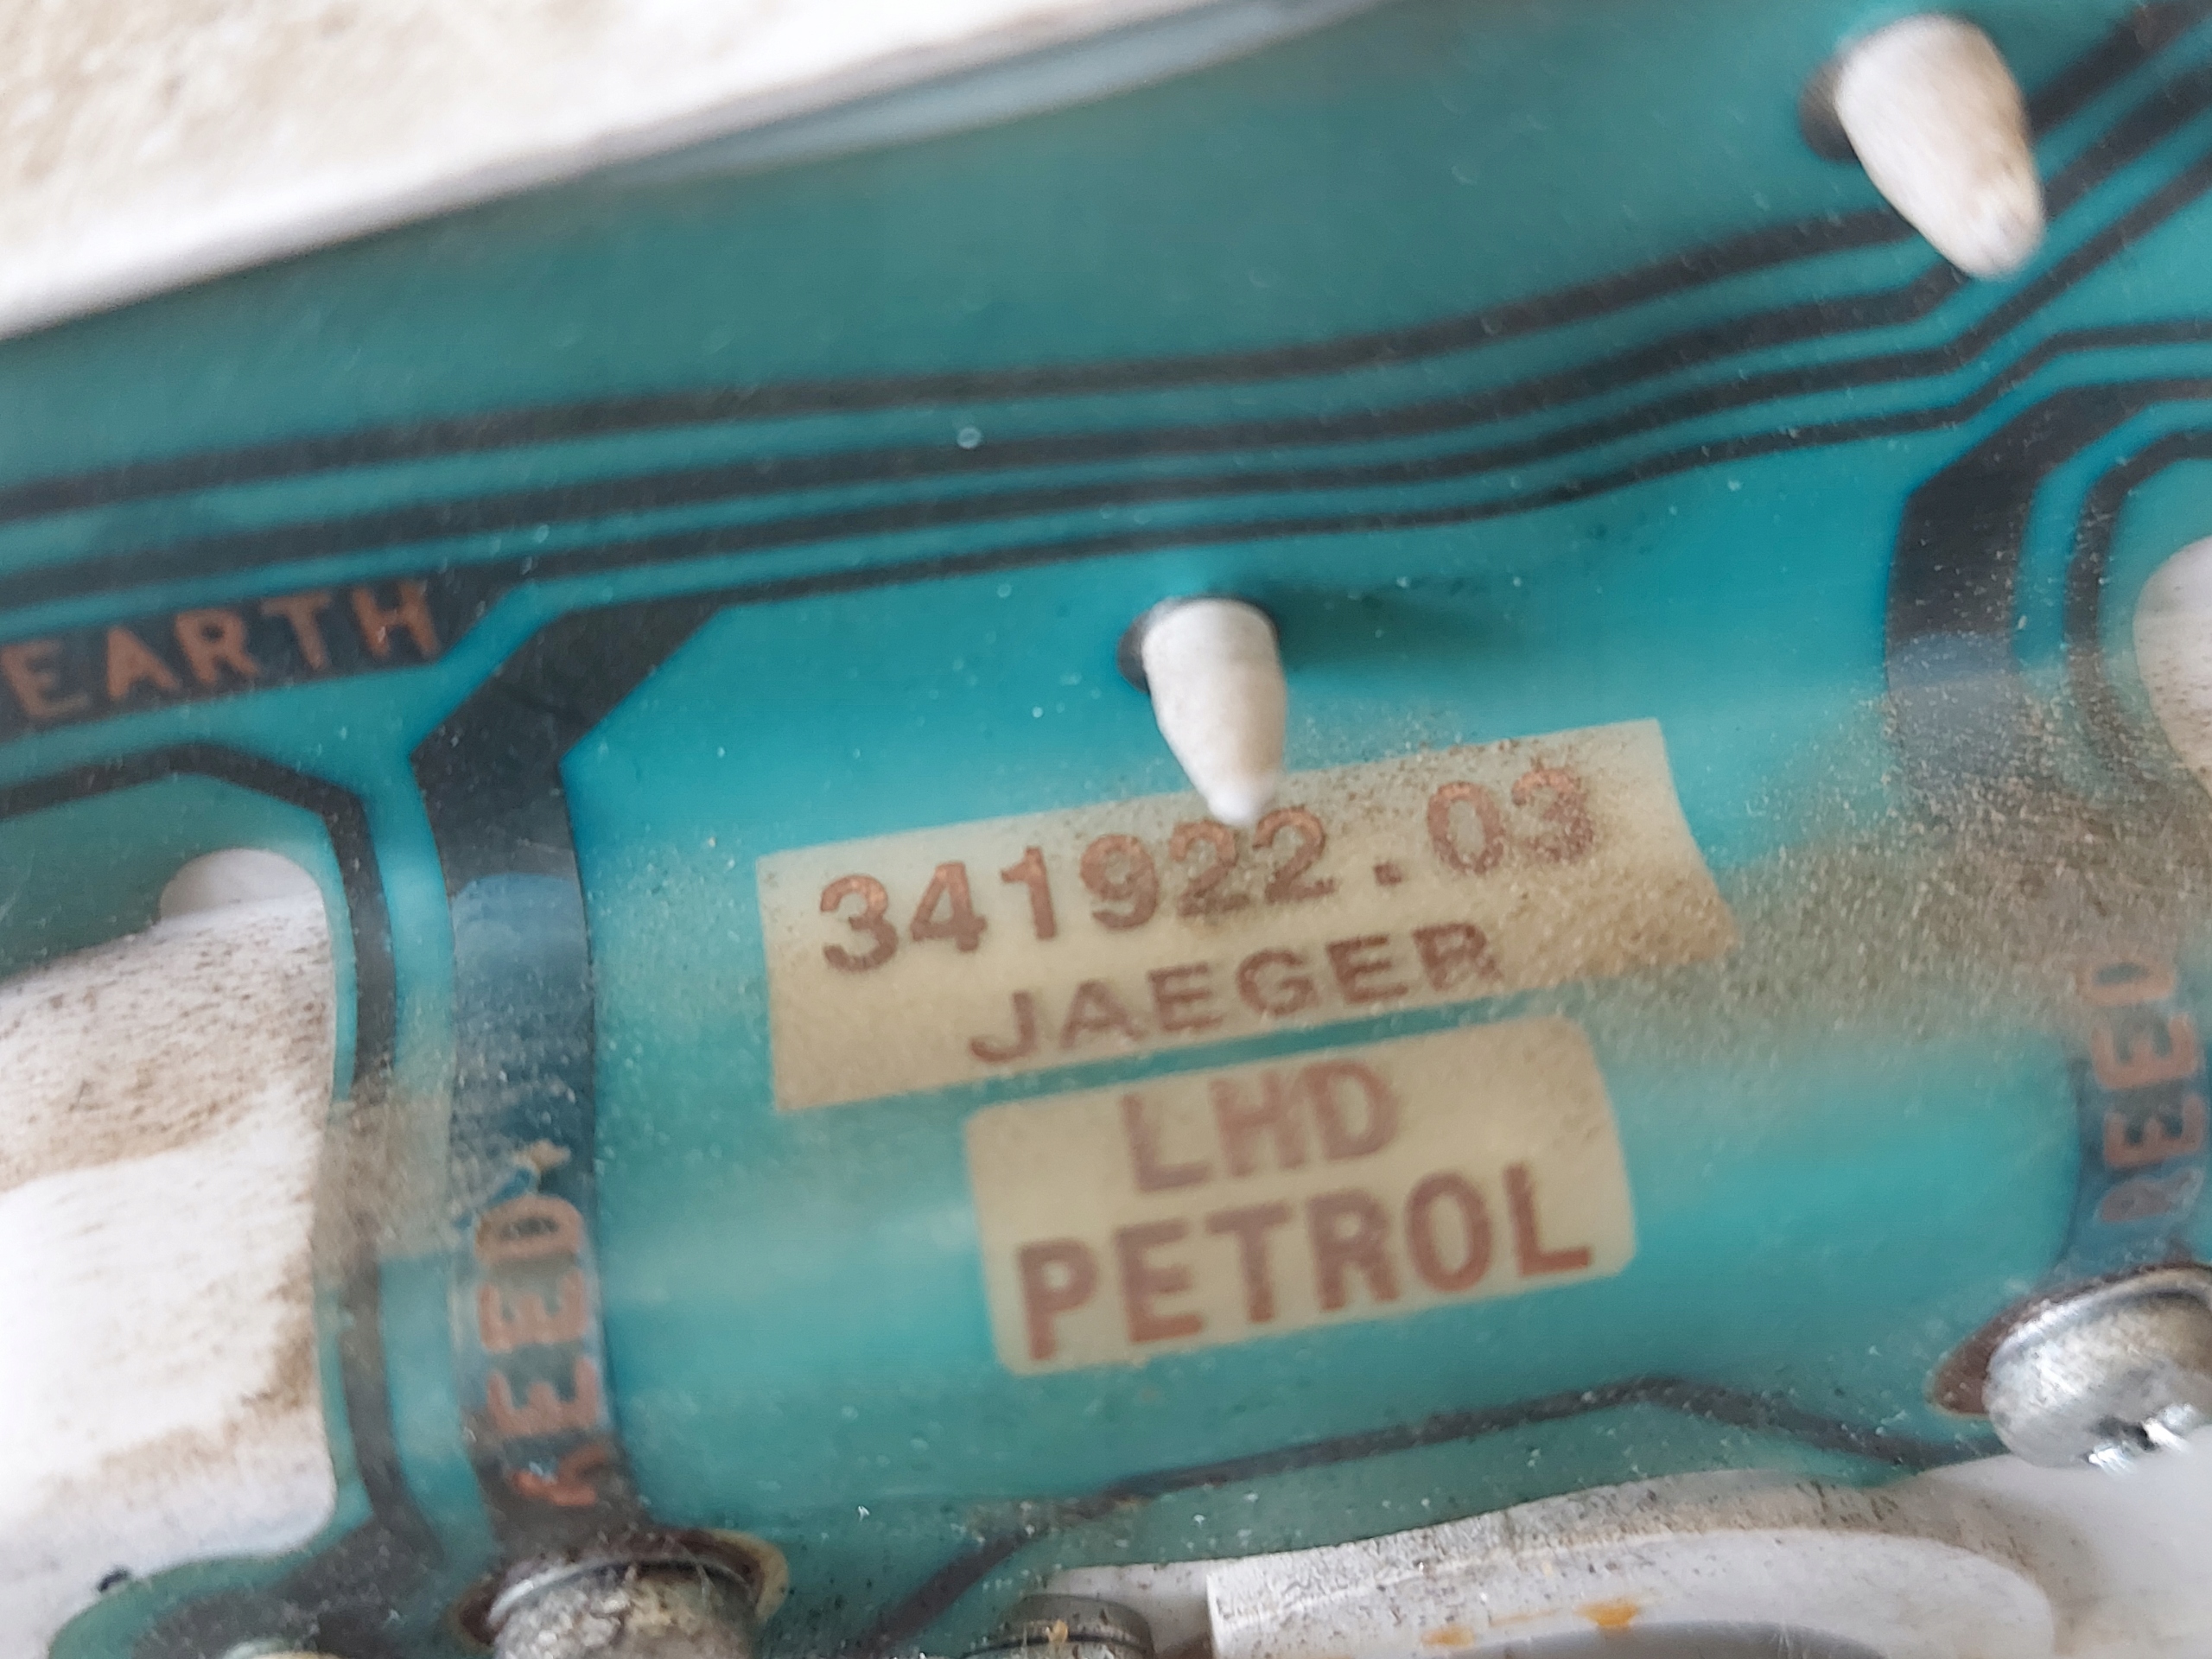 EARTH
341922.03
JAEGER
LHD
PETROL
REED
REED